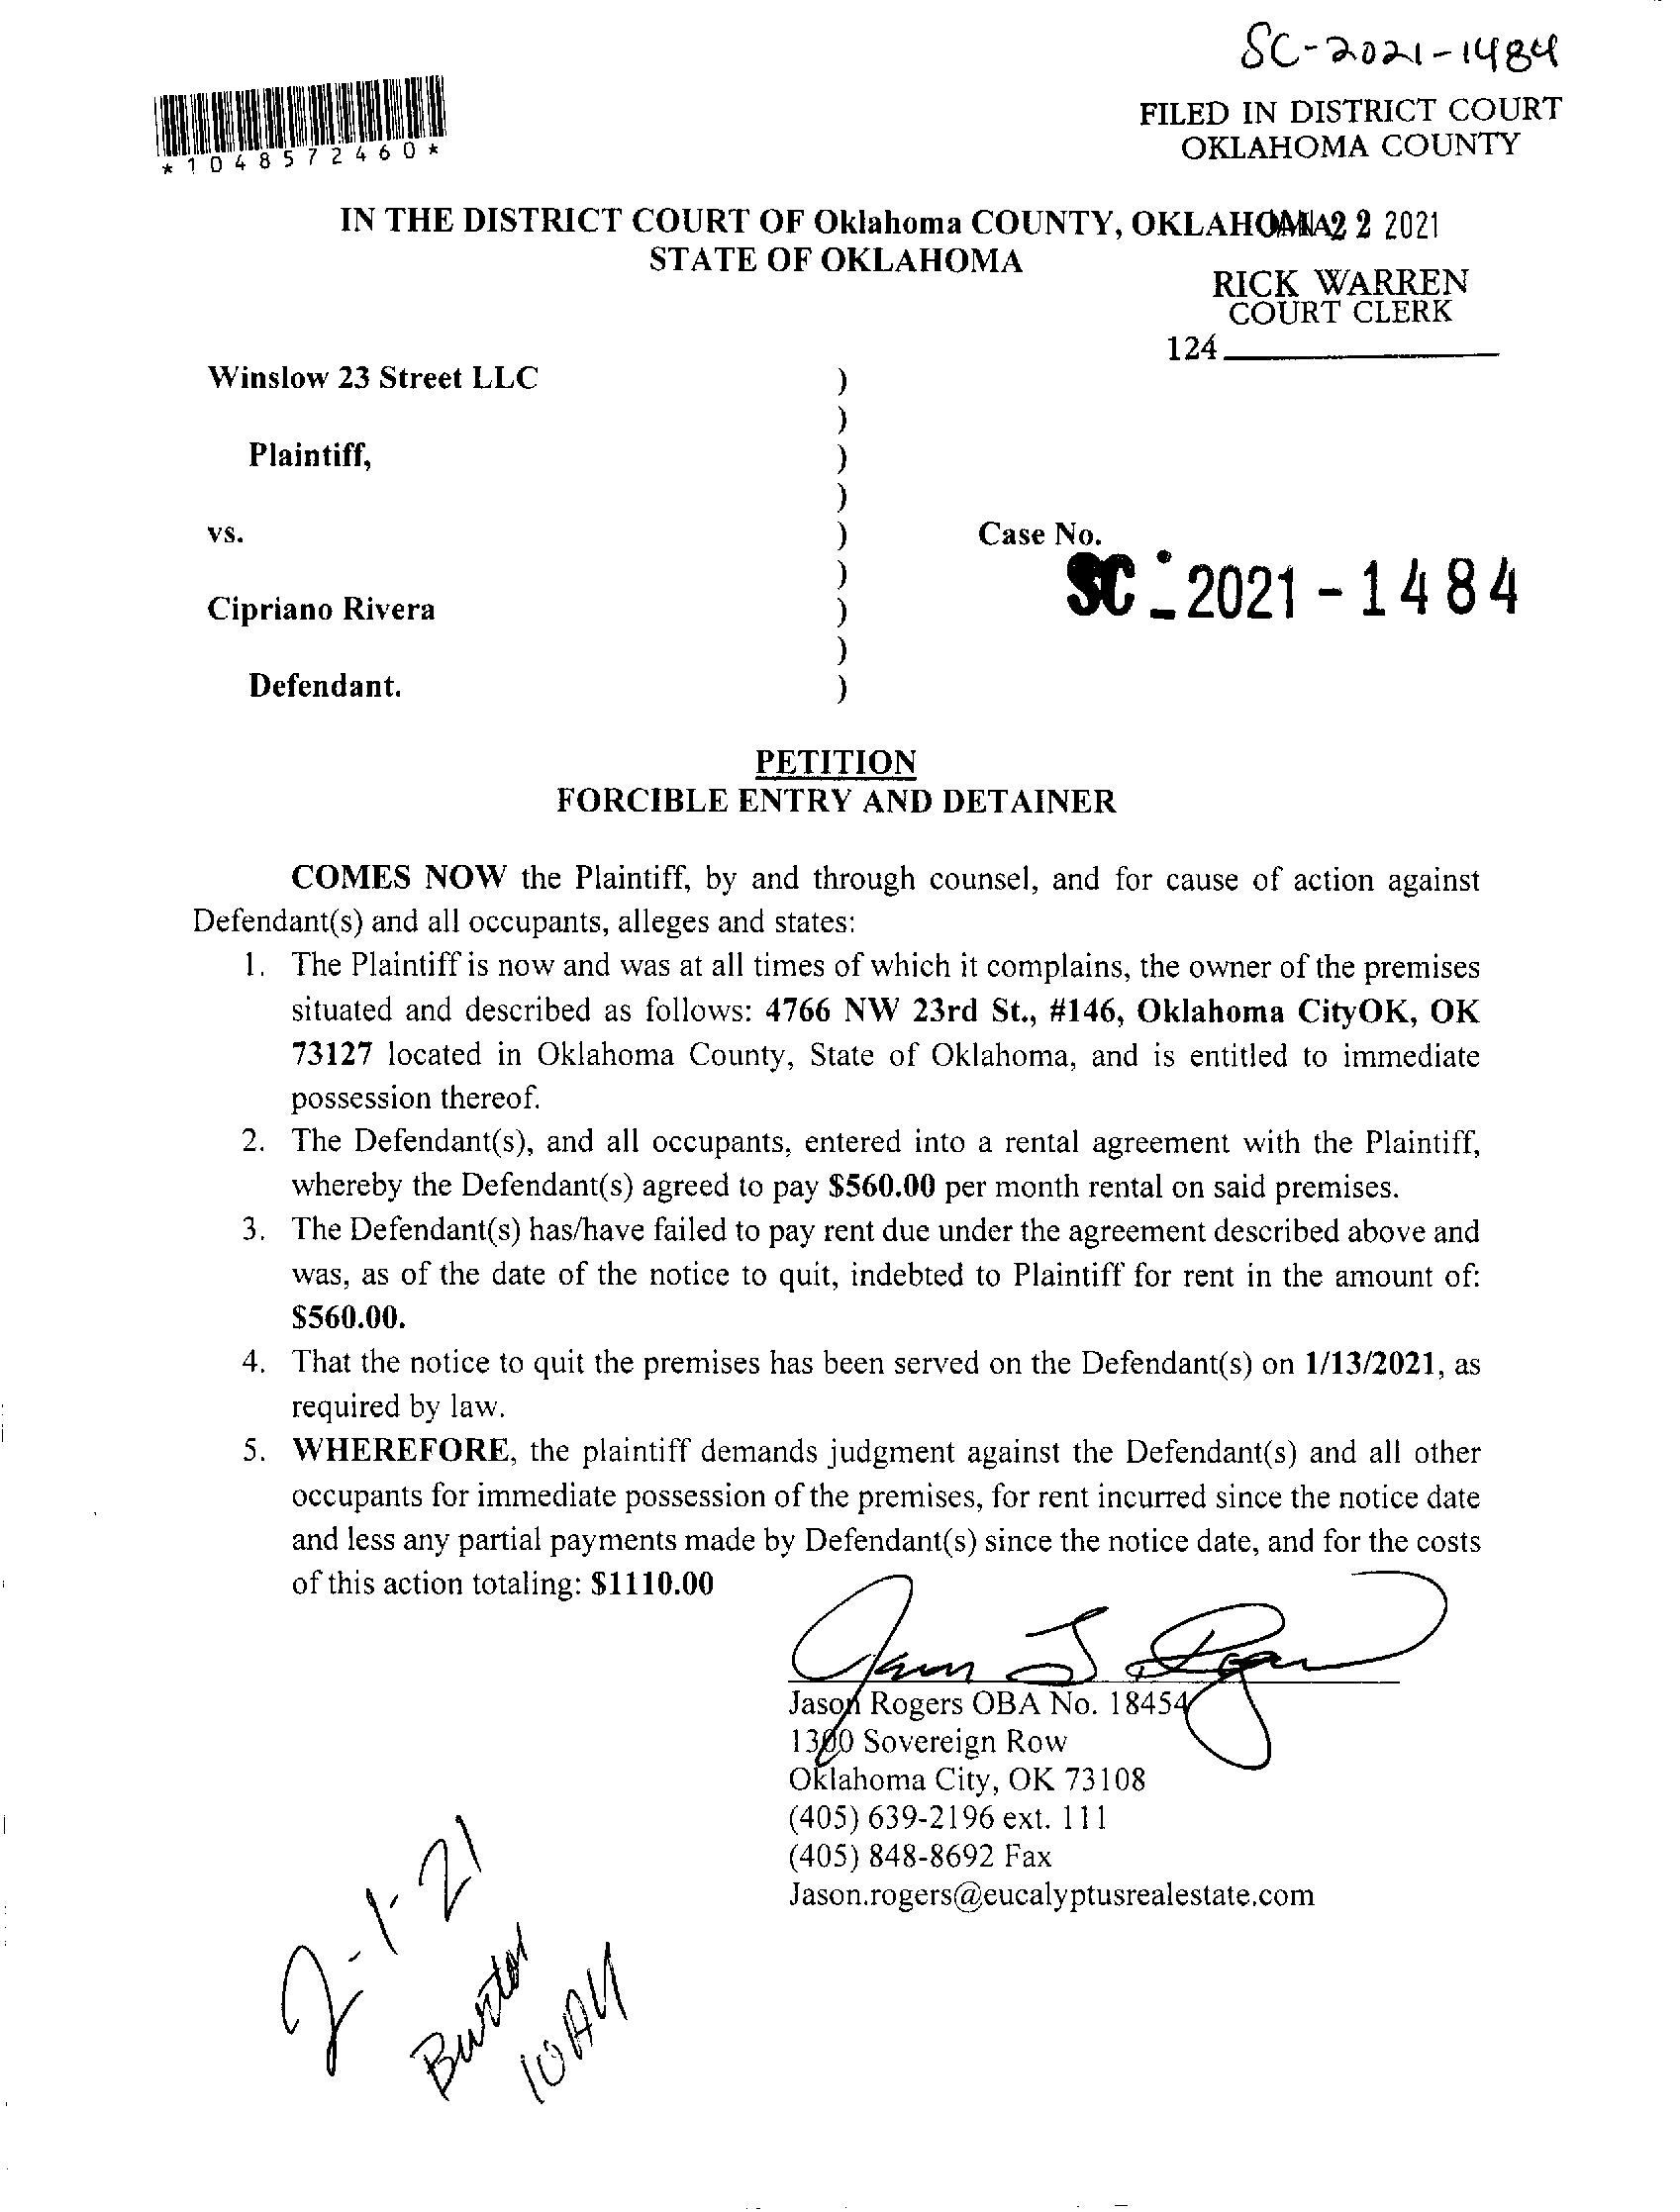 SC-2021-1484
*1048572460*
FILED IN DISTRICT COURT
OKLAHOMA COUNTY
IN THE DISTRICT COURT OF Oklahoma COUNTY, OKLAHOMA 22 2021
STATE OF OKLAHOMA
RICK WARREN
COURT CLERK
124
Winslow 23 Street LLC )
)
Plaintiff, )
)
vs. ) Case No.
) SC - 2021 - 1484
Cipriano Rivera )
)
Defendant. )
PETITION
FORCIBLE ENTRY AND DETAINER
COMES NOW the Plaintiff, by and through counsel, and for cause of action against
Defendant(s) and all occupants, alleges and states:
1. The Plaintiff is now and was at all times of which it complains, the owner of the premises
situated and described as follows: 4766 NW 23rd St., #146, Oklahoma CityOK, OK
73127 located in Oklahoma County, State of Oklahoma, and is entitled to immediate
possession thereof.
2. The Defendant(s), and all occupants, entered into a rental agreement with the Plaintiff,
whereby the Defendant(s) agreed to pay $560.00 per month rental on said premises.
3. The Defendant(s) has/have failed to pay rent due under the agreement described above and
was, as of the date of the notice to quit, indebted to Plaintiff for rent in the amount of:
$560.00.
4. That the notice to quit the premises has been served on the Defendant(s) on 1/13/2021, as
required by law.
5. WHEREFORE, the plaintiff demands judgment against the Defendant(s) and all other
occupants for immediate possession of the premises, for rent incurred since the notice date
and less any partial payments made by Defendant(s) since the notice date, and for the costs
of this action totaling: $1110.00
Jason Rogers OBA No. 18454
1300 Sovereign Row
Oklahoma City, OK 73108
(405) 639-2196 ext. 111
(405) 848-8692 Fax
Jason.rogers@eucalyptusrealestate.com
2-1-21
Burton
10AM